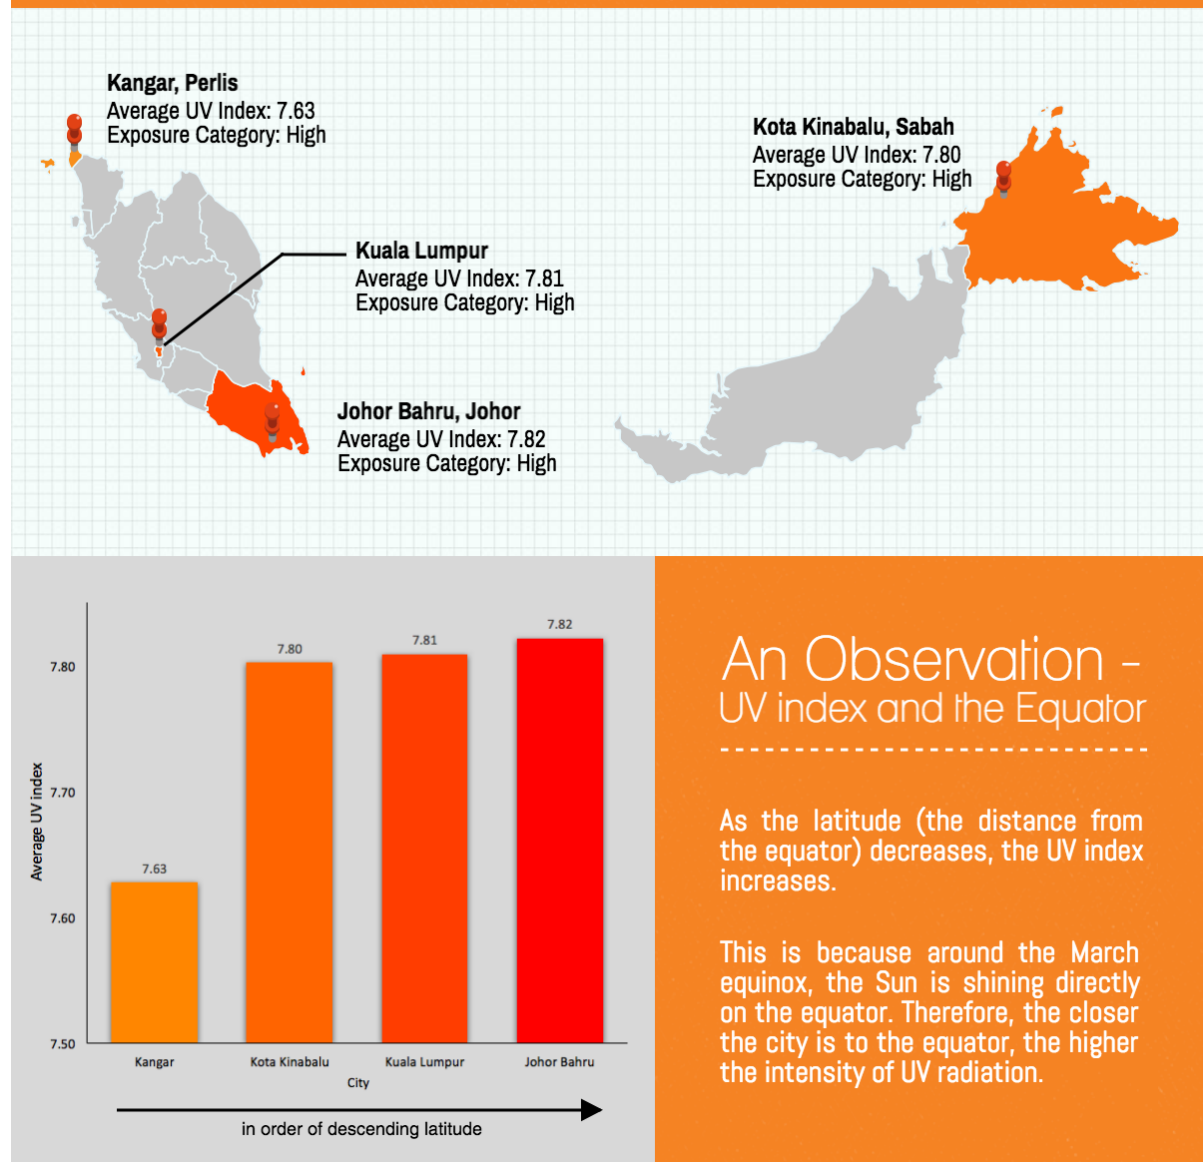 Kangar, Perlis
Average UV Index: 7.63
Exposure Category: High
Kota Kinabalu, Sabah
Average UV Index: 7.80
Exposure Category: High
Kuala Lumpur
Average UV Index: 7.81
Exposure Category: High
Johor Bahru, Johor
Average UV Index: 7.82
Exposure Category: High
Average UV index
7.80
7.70
7.60
7.50
7.63
7.80
7.81
7.82
Kangar
Kota Kinabalu
Kuala Lumpur
Johor Bahru
City
in order of descending latitude
An Observation -
UV index and the Equator
As the latitude (the distance from
the equator) decreases, the UV index
increases.
This is because around the March
equinox, the Sun is shining directly
on the equator. Therefore, the closer
the city is to the equator, the higher
the intensity of UV radiation.